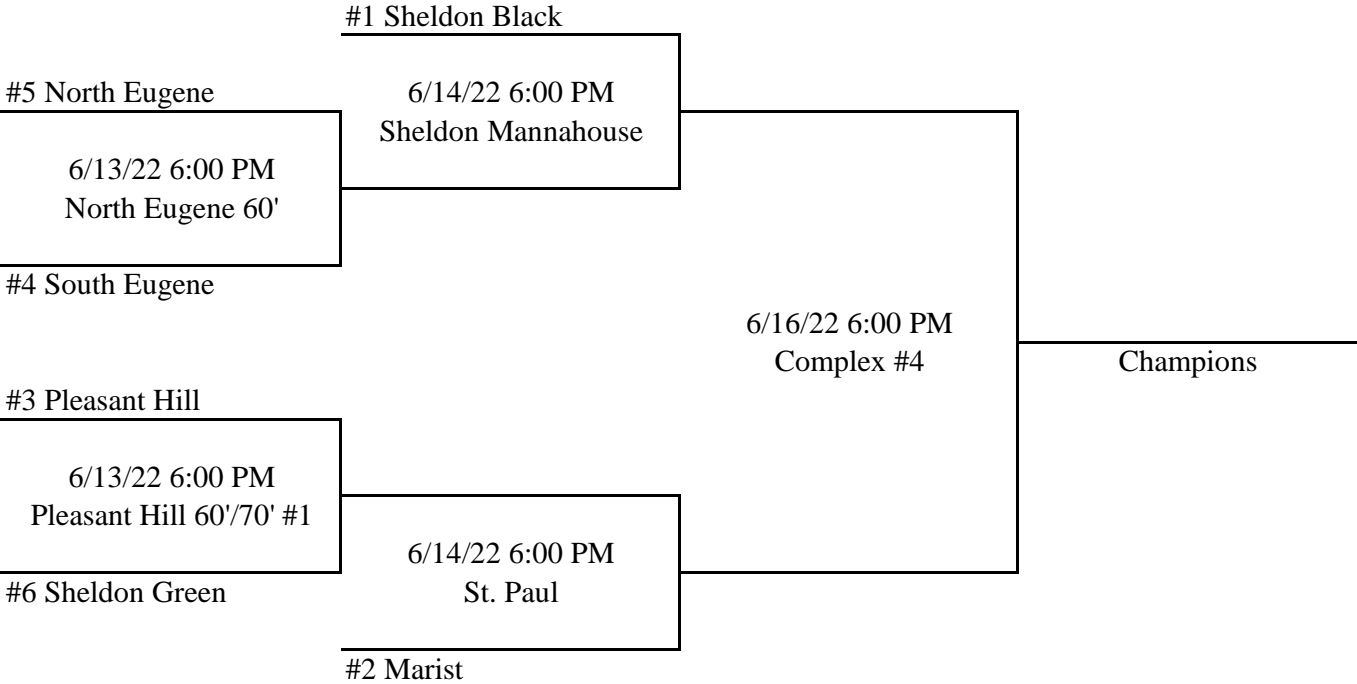 #1 Sheldon Black
#5 North Eugene
6/14/22 6:00 PM
Sheldon Mannahouse
6/13/22 6:00 PM
North Eugene 60'
#4 South Eugene
6/16/22 6:00 PM
Complex #4
Champions
#3 Pleasant Hill
6/13/22 6:00 PM
Pleasant Hill 60'/70' #1
6/14/22 6:00 PM
St. Paul
#6 Sheldon Green
#2 Marist